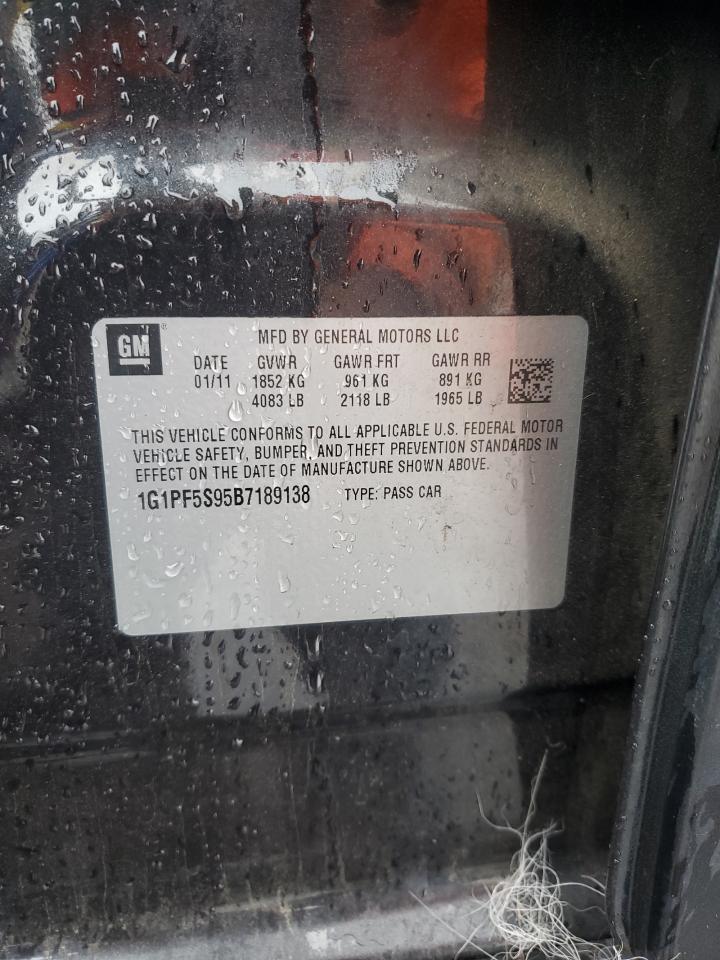 GM ® MFD BY GENERAL MOTORS LLC
DATE GVWR GAWR FRT GAWR RR
01/11 1852 KG 961 KG 891 KG
4083 LB 2118 LB 1965 LB
THIS VEHICLE CONFORMS TO ALL APPLICABLE U.S. FEDERAL MOTOR
VEHICLE SAFETY, BUMPER, AND THEFT PREVENTION STANDARDS IN
EFFECT ON THE DATE OF MANUFACTURE SHOWN ABOVE.
1G1PF5S95B7189138 TYPE: PASS CAR